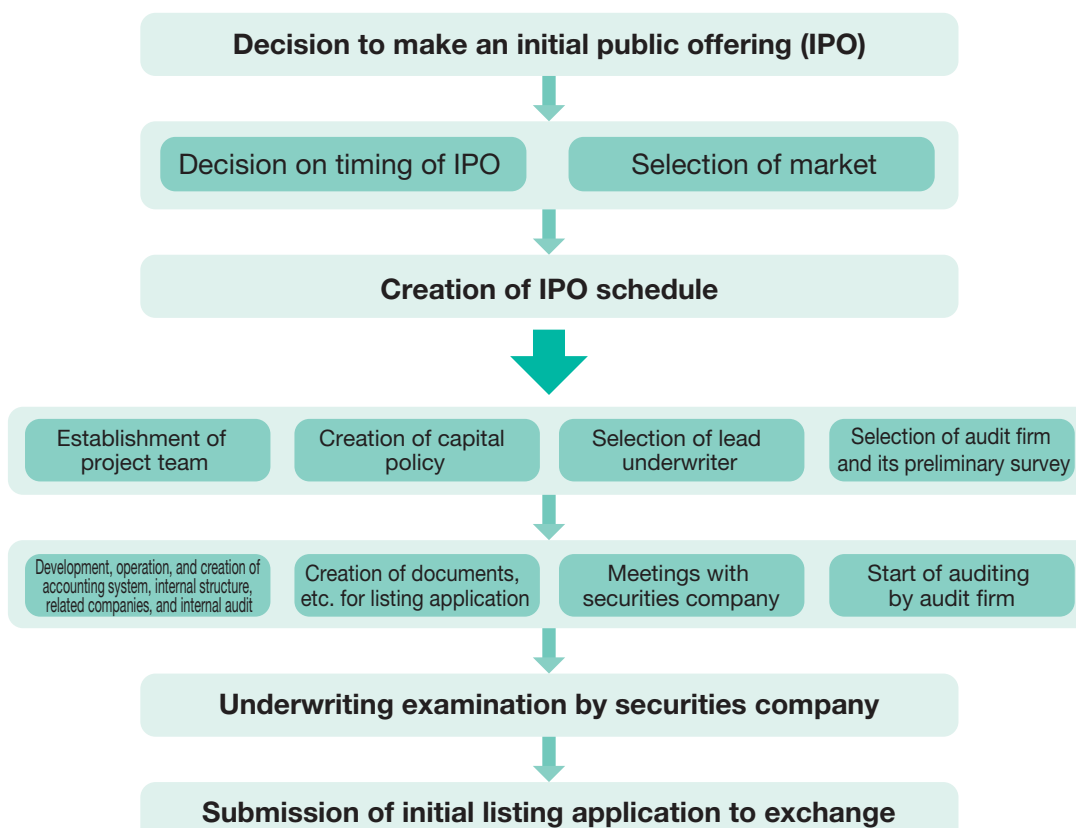 Decision to make an initial public offering (IPO)
Decision on timing of IPO
Selection of market
Creation of IPO schedule
Establishment of
project team
Creation of capital
policy
Selection of lead
underwriter
Selection of audit firm
and its preliminary survey
Development, operation, and creation of
accounting system, internal structure,
related companies, and internal audit
Creation of documents,
etc. for listing application
Meetings with
securities company
Start of auditing
by audit firm
Underwriting examination by securities company
Submission of initial listing application to exchange